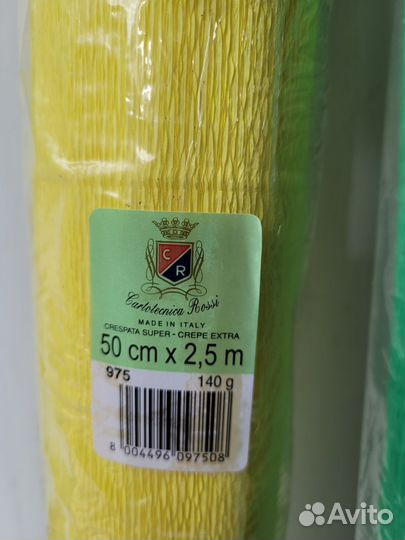 C
R
Cartotecnica Rossi
MADE IN ITALY
CRESPATA SUPER - CREPE EXTRA
50 cm x 2,5 m
975 140 g
8 004496 097508
Avito